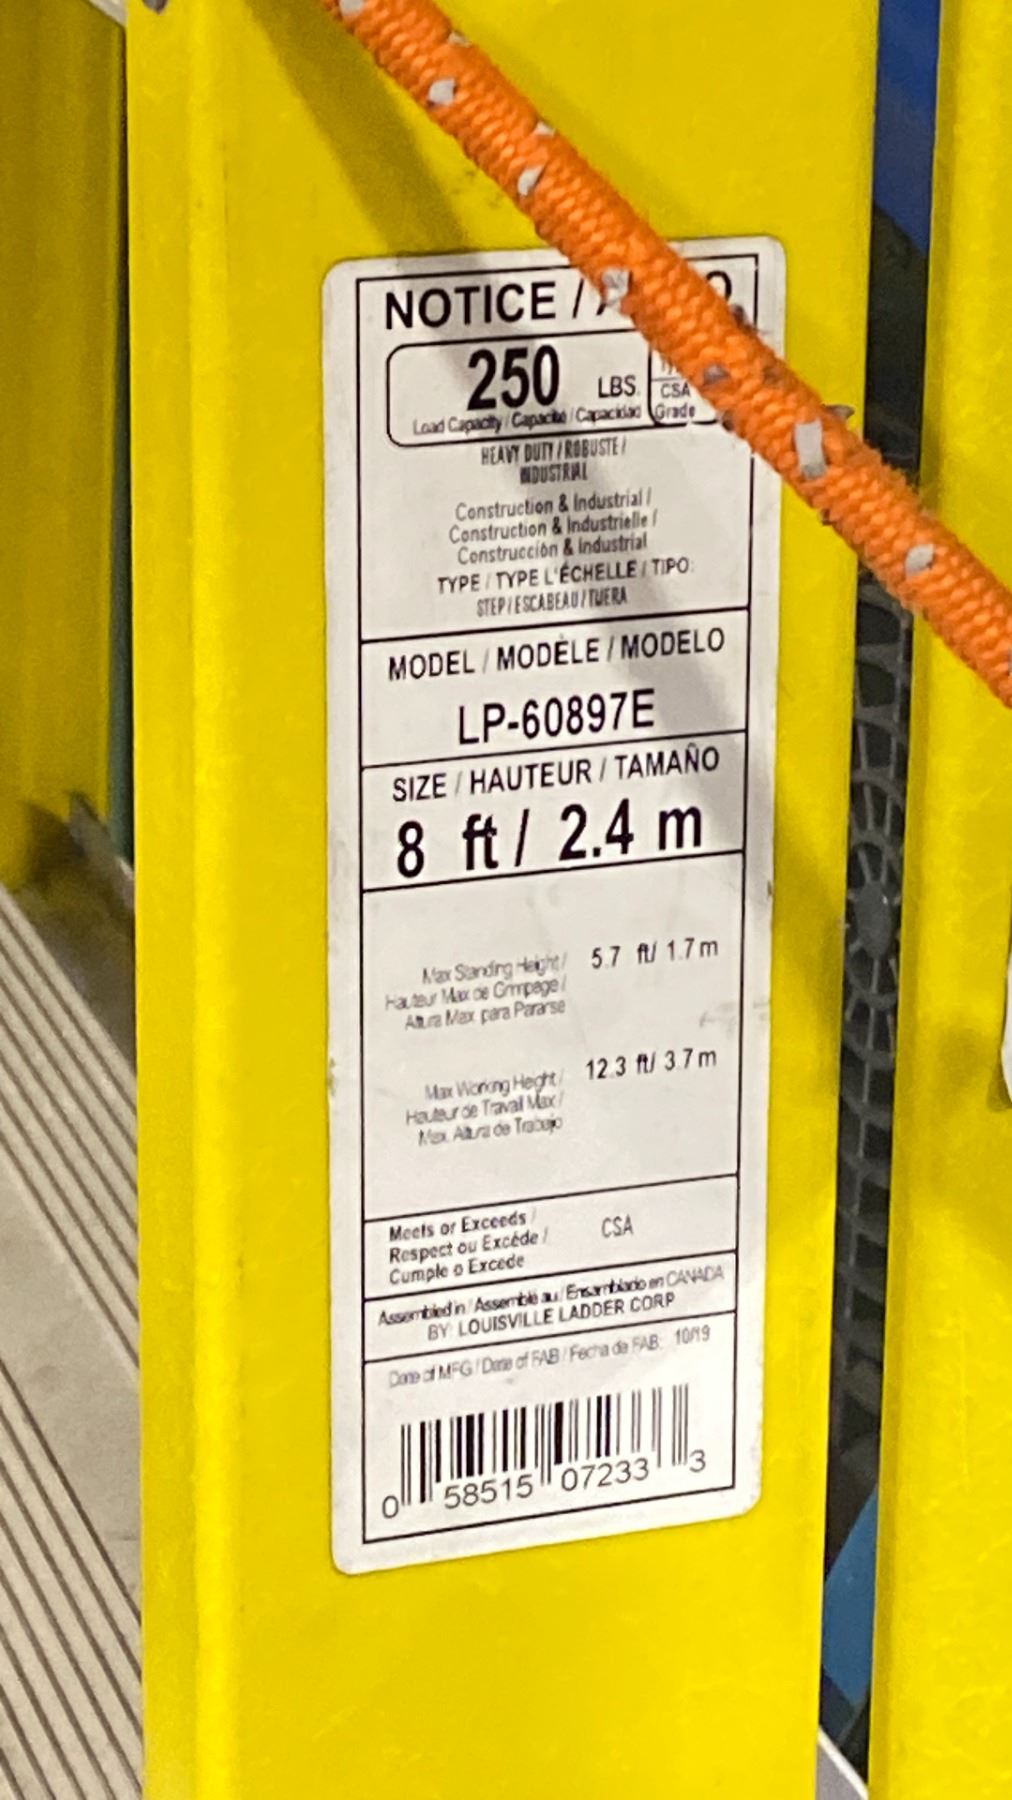 NOTICE /
250 LBS.
Load Capacity / Capacité / Capacidad
CSA
Grade
HEAVY DUTY / ROBUSTE /
INDUSTRIAL
Construction & Industrial /
Construction & Industrielle /
Construcción & Industrial
TYPE / TYPE L'ÉCHELLE / TIPO:
STEP / ESCABEAU / TIJERA
MODEL / MODÈLE / MODELO
LP-60897E
SIZE / HAUTEUR / TAMAÑO
8 ft / 2.4 m
Max Standing Height / 5.7 ft/ 1.7 m
Hauteur Max de Grimpage /
Altura Max para Pararse
Max Working Height / 12.3 ft/ 3.7 m
Hauteur de Travail Max /
Max. Altura de Trabajo
Meets or Exceeds /
Respect ou Excède / CSA
Cumple o Excede
Assembled in / Assemblé au / Ensamblado en CANADA
BY: LOUISVILLE LADDER CORP
Date of MFG / Date of FAB / Fecha de FAB: 10/19
0 58515 07233 3